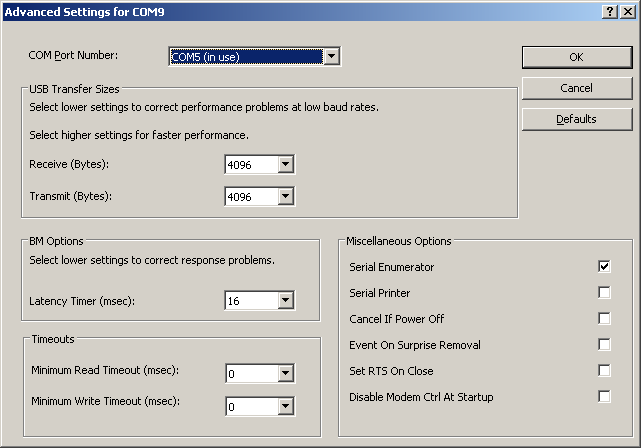 Advanced Settings for COM9
COM Port Number:
COM5 (in use)
OK
Cancel
Defaults
USB Transfer Sizes
Select lower settings to correct performance problems at low baud rates.
Select higher settings for faster performance.
Receive (Bytes):
4096
Transmit (Bytes):
4096
BM Options
Select lower settings to correct response problems.
Latency Timer (msec):
16
Timeouts
Minimum Read Timeout (msec):
0
Minimum Write Timeout (msec):
0
Miscellaneous Options
Serial Enumerator
Serial Printer
Cancel If Power Off
Event On Surprise Removal
Set RTS On Close
Disable Modem Ctrl At Startup